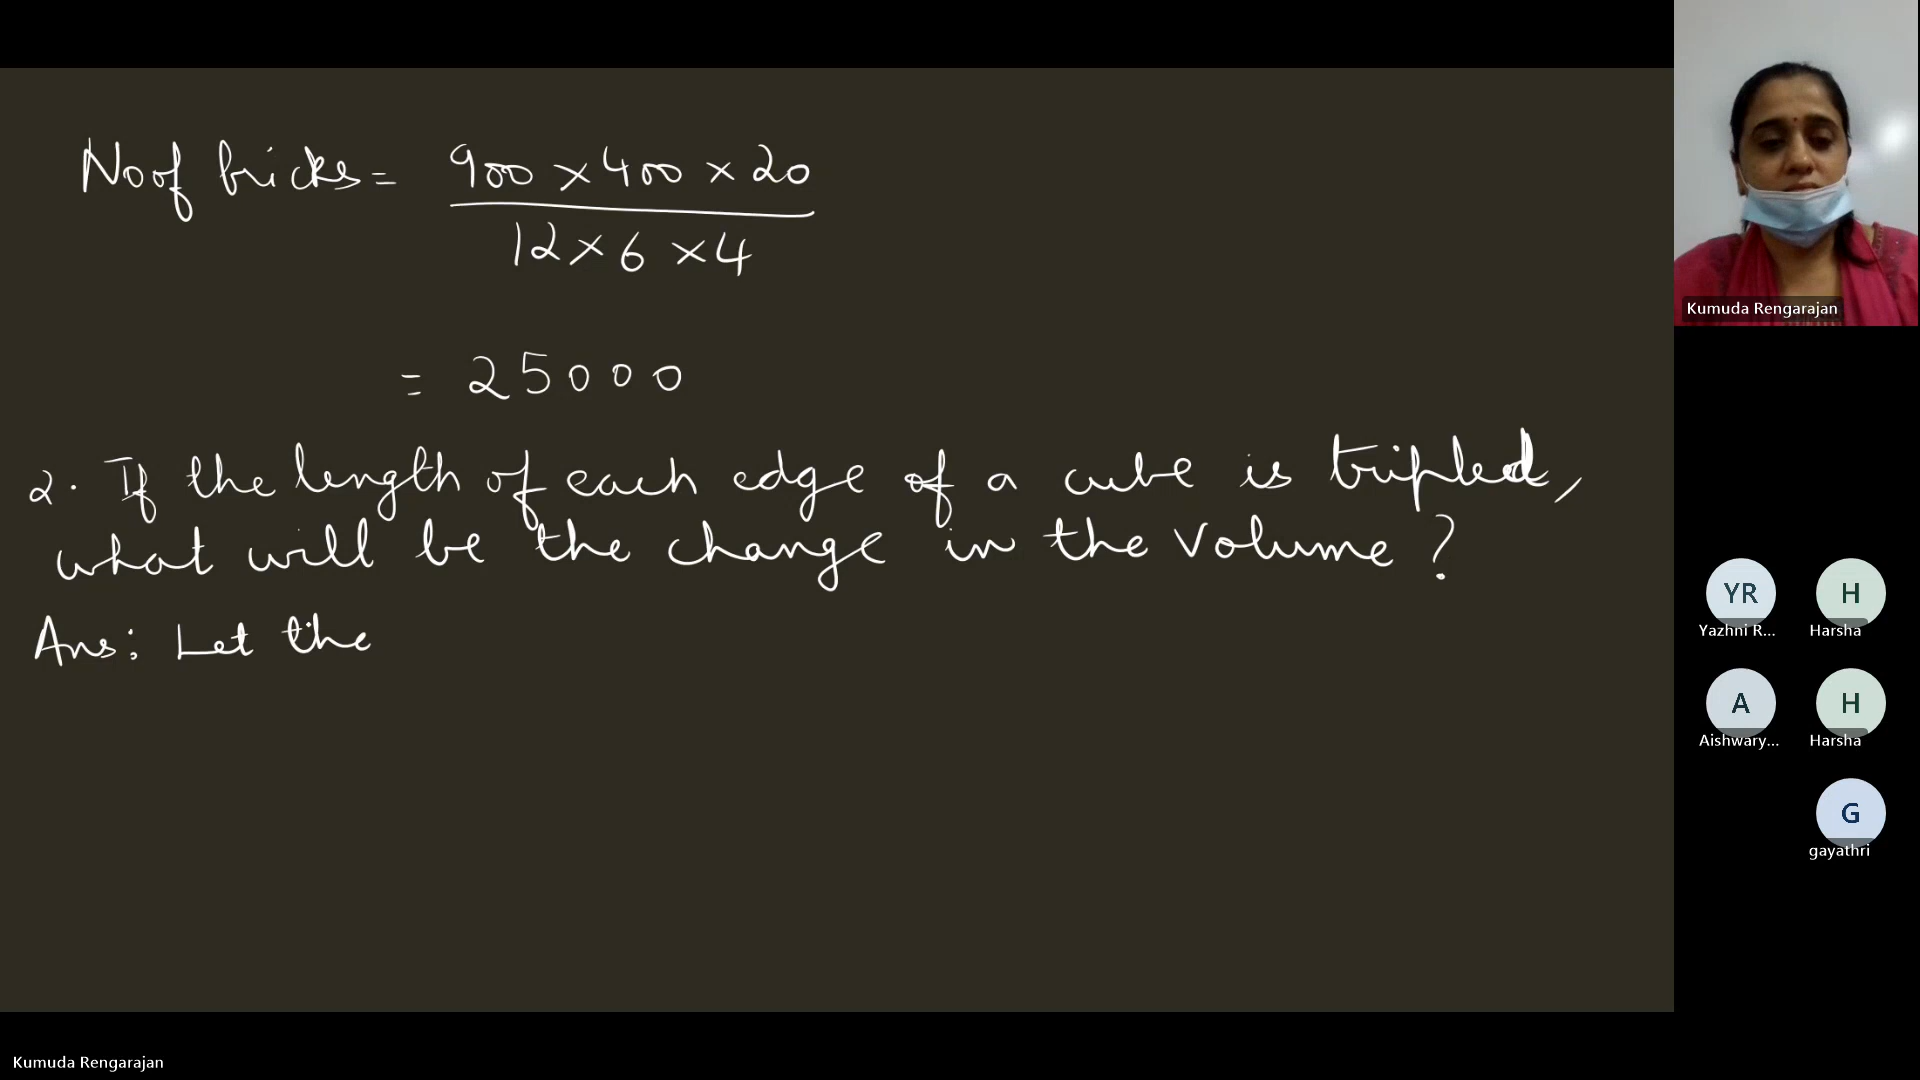 No of bricks = 900 × 400 × 20
12 × 6 × 4
= 25000
2. If the length of each edge of a cube is tripled,
what will be the change in the volume ?
Ans: Let the
Kumuda Rengarajan
YR
H
Yazhni R...
Harsha
A
H
Aishwary...
Harsha
G
gayathri
Kumuda Rengarajan